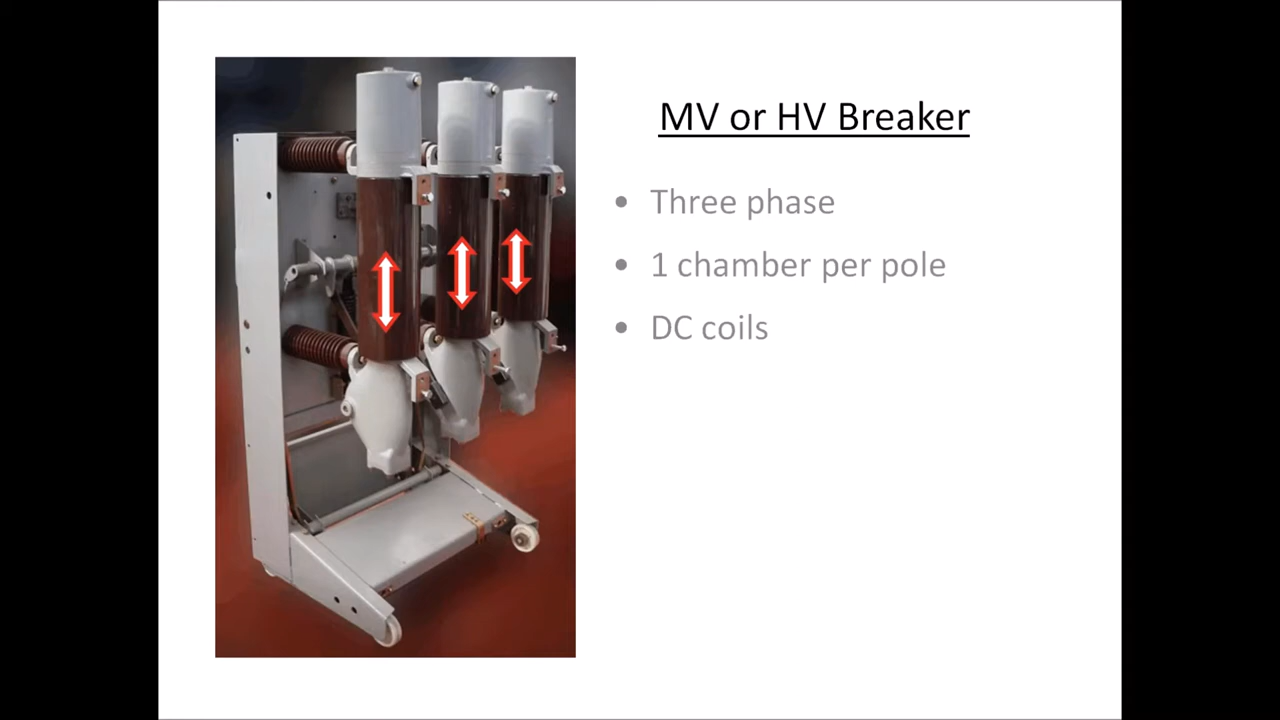 MV or HV Breaker
• Three phase
• 1 chamber per pole
• DC coils